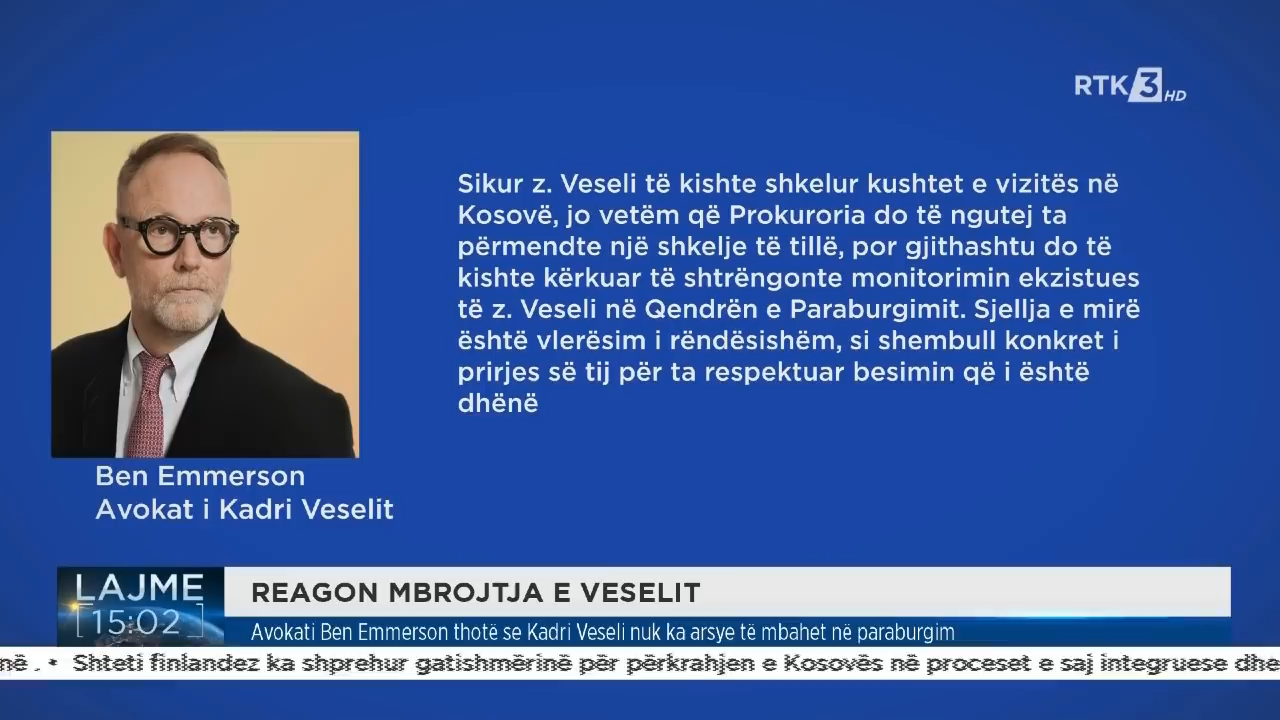 RTK 3 HD
Sikur z. Veseli të kishte shkelur kushtet e vizitës në
Kosovë, jo vetëm që Prokuroria do të ngutej ta
përmendte një shkelje të tillë, por gjithashtu do të
kishte kërkuar të shtrëngonte monitorimin ekzistues
të z. Veseli në Qendrën e Paraburgimit. Sjellja e mirë
është vlerësim i rëndësishëm, si shembull konkret i
prirjes së tij për ta respektuar besimin që i është
dhënë
Ben Emmerson
Avokat i Kadri Veselit
LAJME
15:02
REAGON MBROJTJA E VESELIT
Avokati Ben Emmerson thotë se Kadri Veseli nuk ka arsye të mbahet në paraburgim
në . • Shteti finlandez ka shprehur gatishmërinë për përkrahjen e Kosovës në proceset e saj integruese dhe